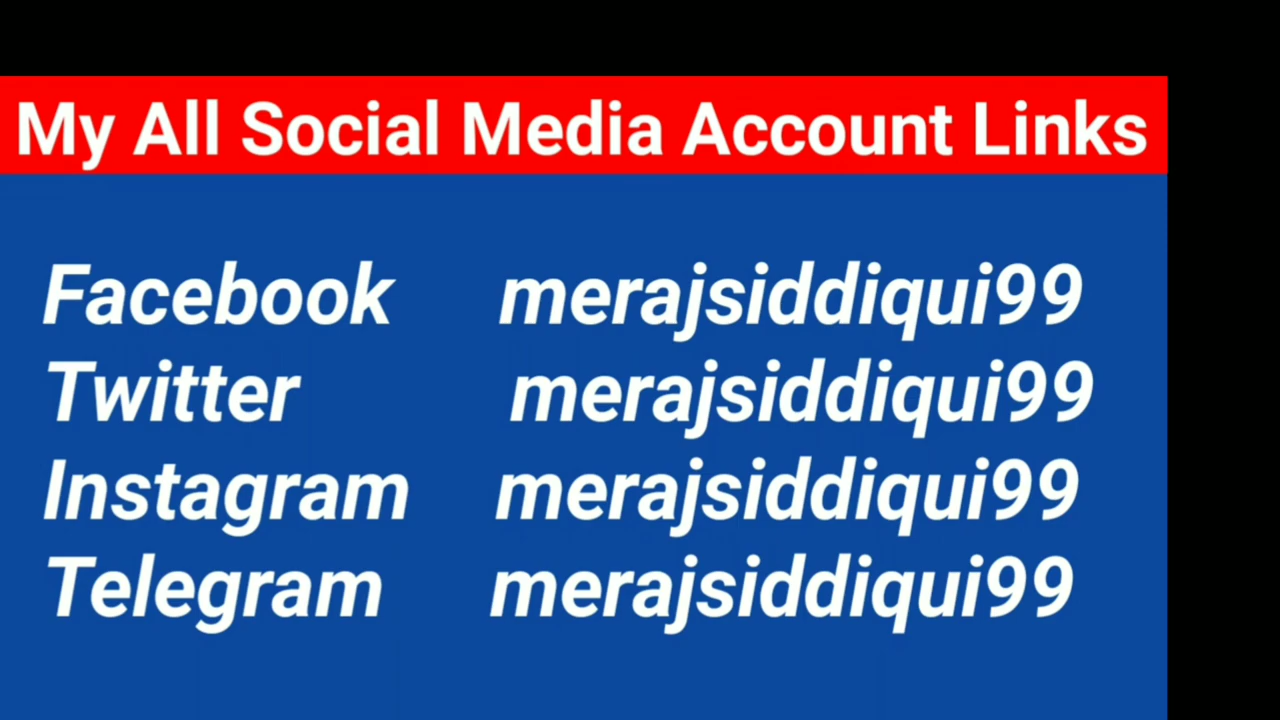 My All Social Media Account Links
Facebook merajsiddiqui99
Twitter merajsiddiqui99
Instagram merajsiddiqui99
Telegram merajsiddiqui99